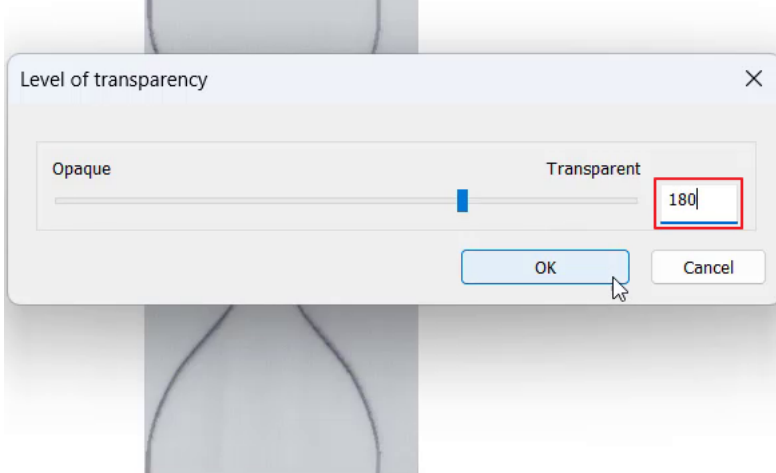 Level of transparency
Opaque
Transparent
180
OK
Cancel